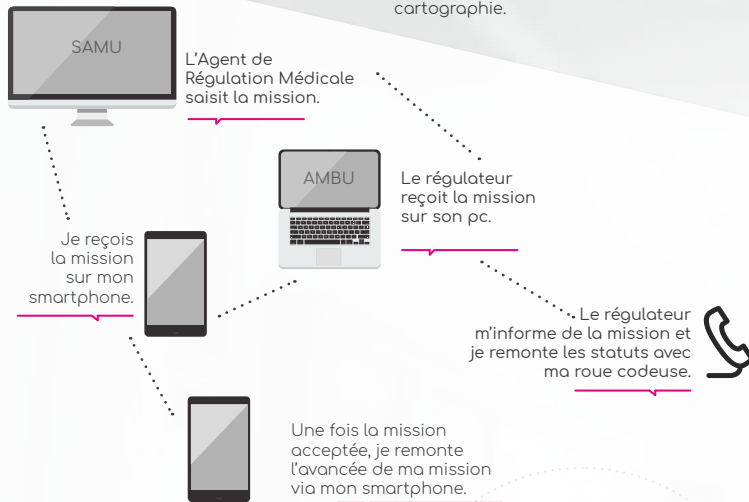 cartographie.
SAMU
L'Agent de
Régulation Médicale
saisit la mission.
AMBU
Le régulateur
reçoit la mission
sur son pc.
Je reçois
la mission
sur mon
smartphone.
Le régulateur
m'informe de la mission et
je remonte les statuts avec
ma roue codeuse.
Une fois la mission
acceptée, je remonte
l'avancée de ma mission
via mon smartphone.